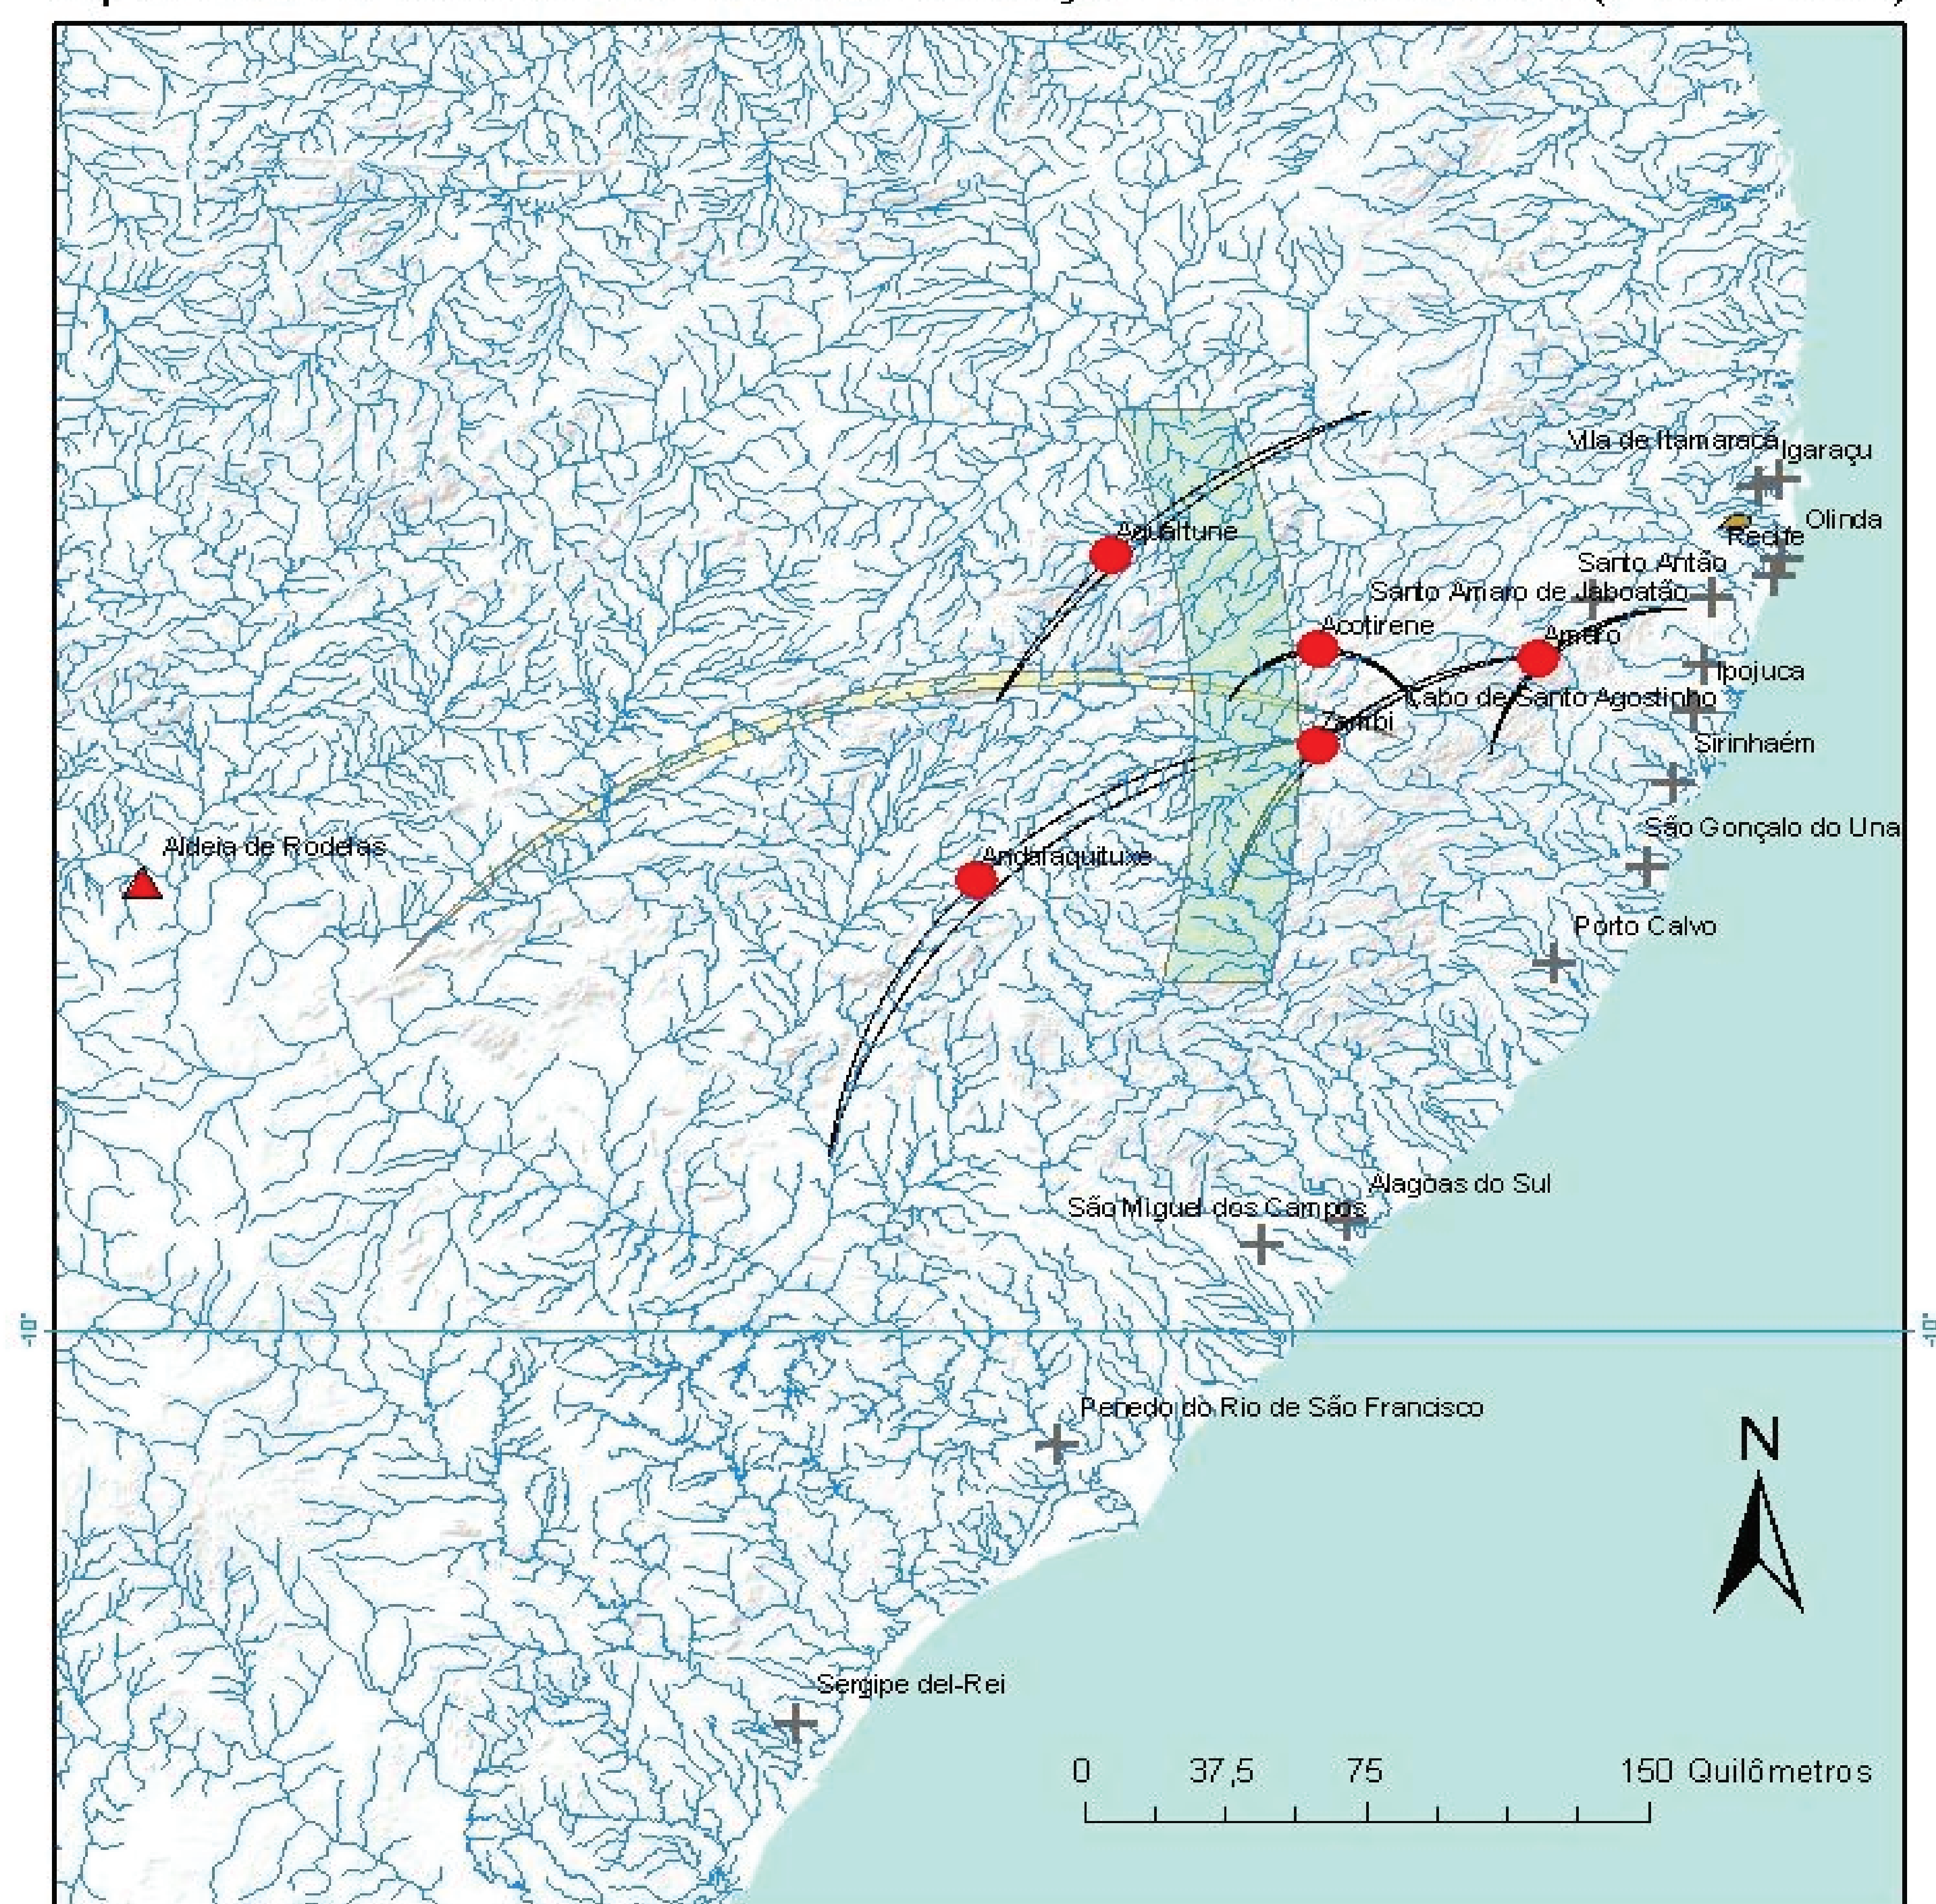 Vila de Itamaracá
Igaraçu
Olinda
Recife
Aqualtune
Santo Antão
Santo Amaro de Jaboatão
Acotirene
Amaro
Ipojuca
Cabo de Santo Agostinho
Zambi
Sirinhaém
São Gonçalo do Una
Aldeia de Rodelas
Andalaquituxe
Porto Calvo
Alagoas do Sul
São Miguel dos Campos
-10°
-10°
Penedo do Rio de São Francisco
N
Sergipe del-Rei
0 37,5 75 150 Quilômetros